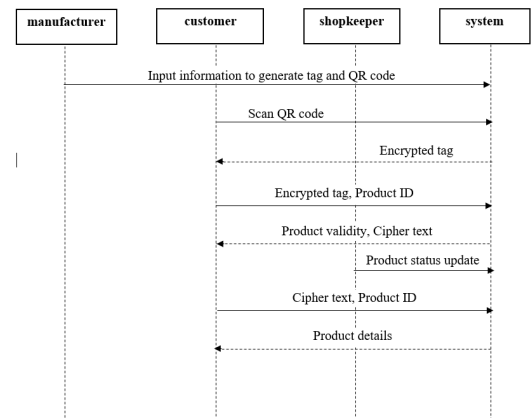 manufacturer customer shopkeeper system
Input information to generate tag and QR code
Scan QR code
Encrypted tag
Encrypted tag, Product ID
Product validity, Cipher text
Product status update
Cipher text, Product ID
Product details